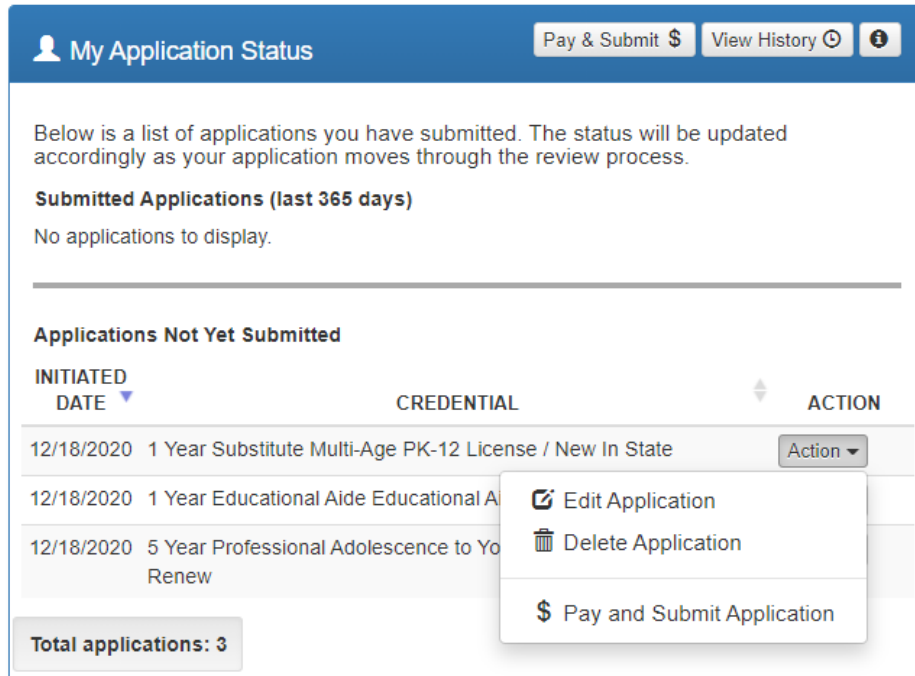 My Application Status
Pay & Submit $
View History
Below is a list of applications you have submitted. The status will be updated
accordingly as your application moves through the review process.
Submitted Applications (last 365 days)
No applications to display.
Applications Not Yet Submitted
INITIATED
DATE CREDENTIAL ACTION
12/18/2020 1 Year Substitute Multi-Age PK-12 License / New In State Action
12/18/2020 1 Year Educational Aide Educational
Edit Application
Delete Application
12/18/2020 5 Year Professional Adolescence to
Renew
$ Pay and Submit Application
Total applications: 3